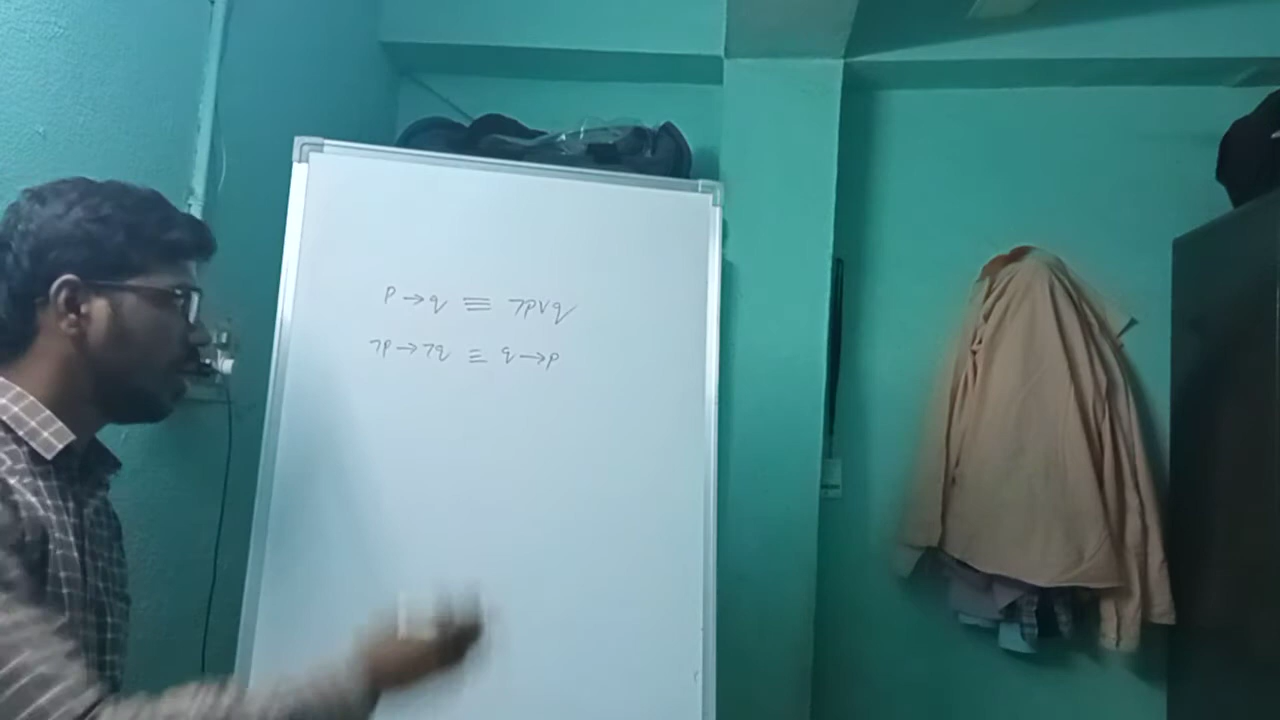 p → q ≡ ¬p∨q
¬p → ¬q ≡ q → p